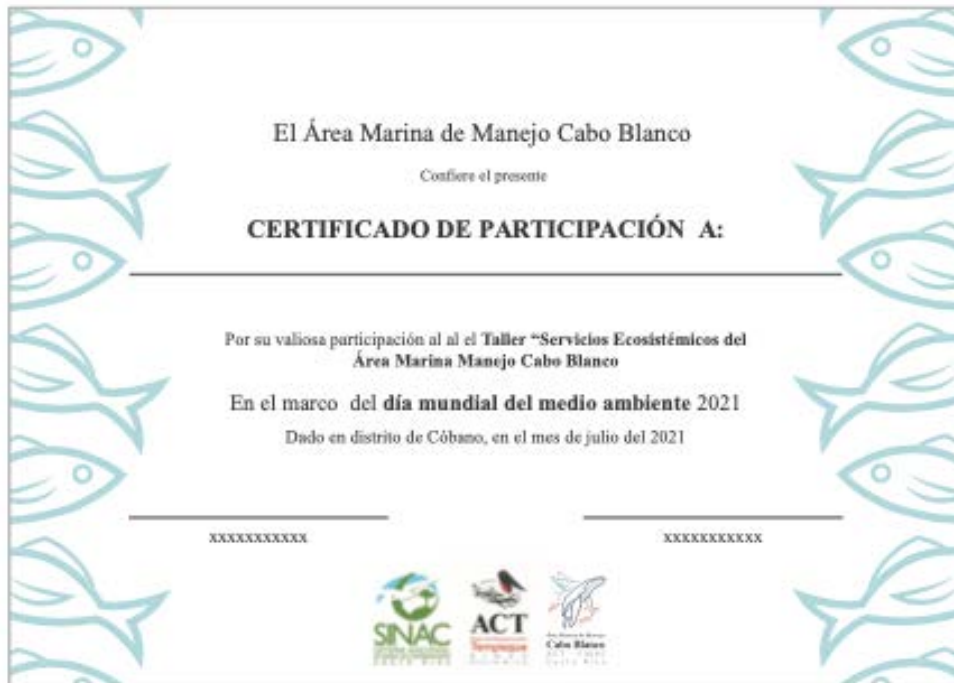 El Área Marina de Manejo Cabo Blanco
Confiere el presente
CERTIFICADO DE PARTICIPACIÓN A:
Por su valiosa participación al al el Taller “Servicios Ecosistémicos del
Área Marina Manejo Cabo Blanco
En el marco del día mundial del medio ambiente 2021
Dado en distrito de Cóbano, en el mes de julio del 2021
xxxxxxxxxxx xxxxxxxxxxx
SINAC
ACT
Tempisque
Cabo Blanco